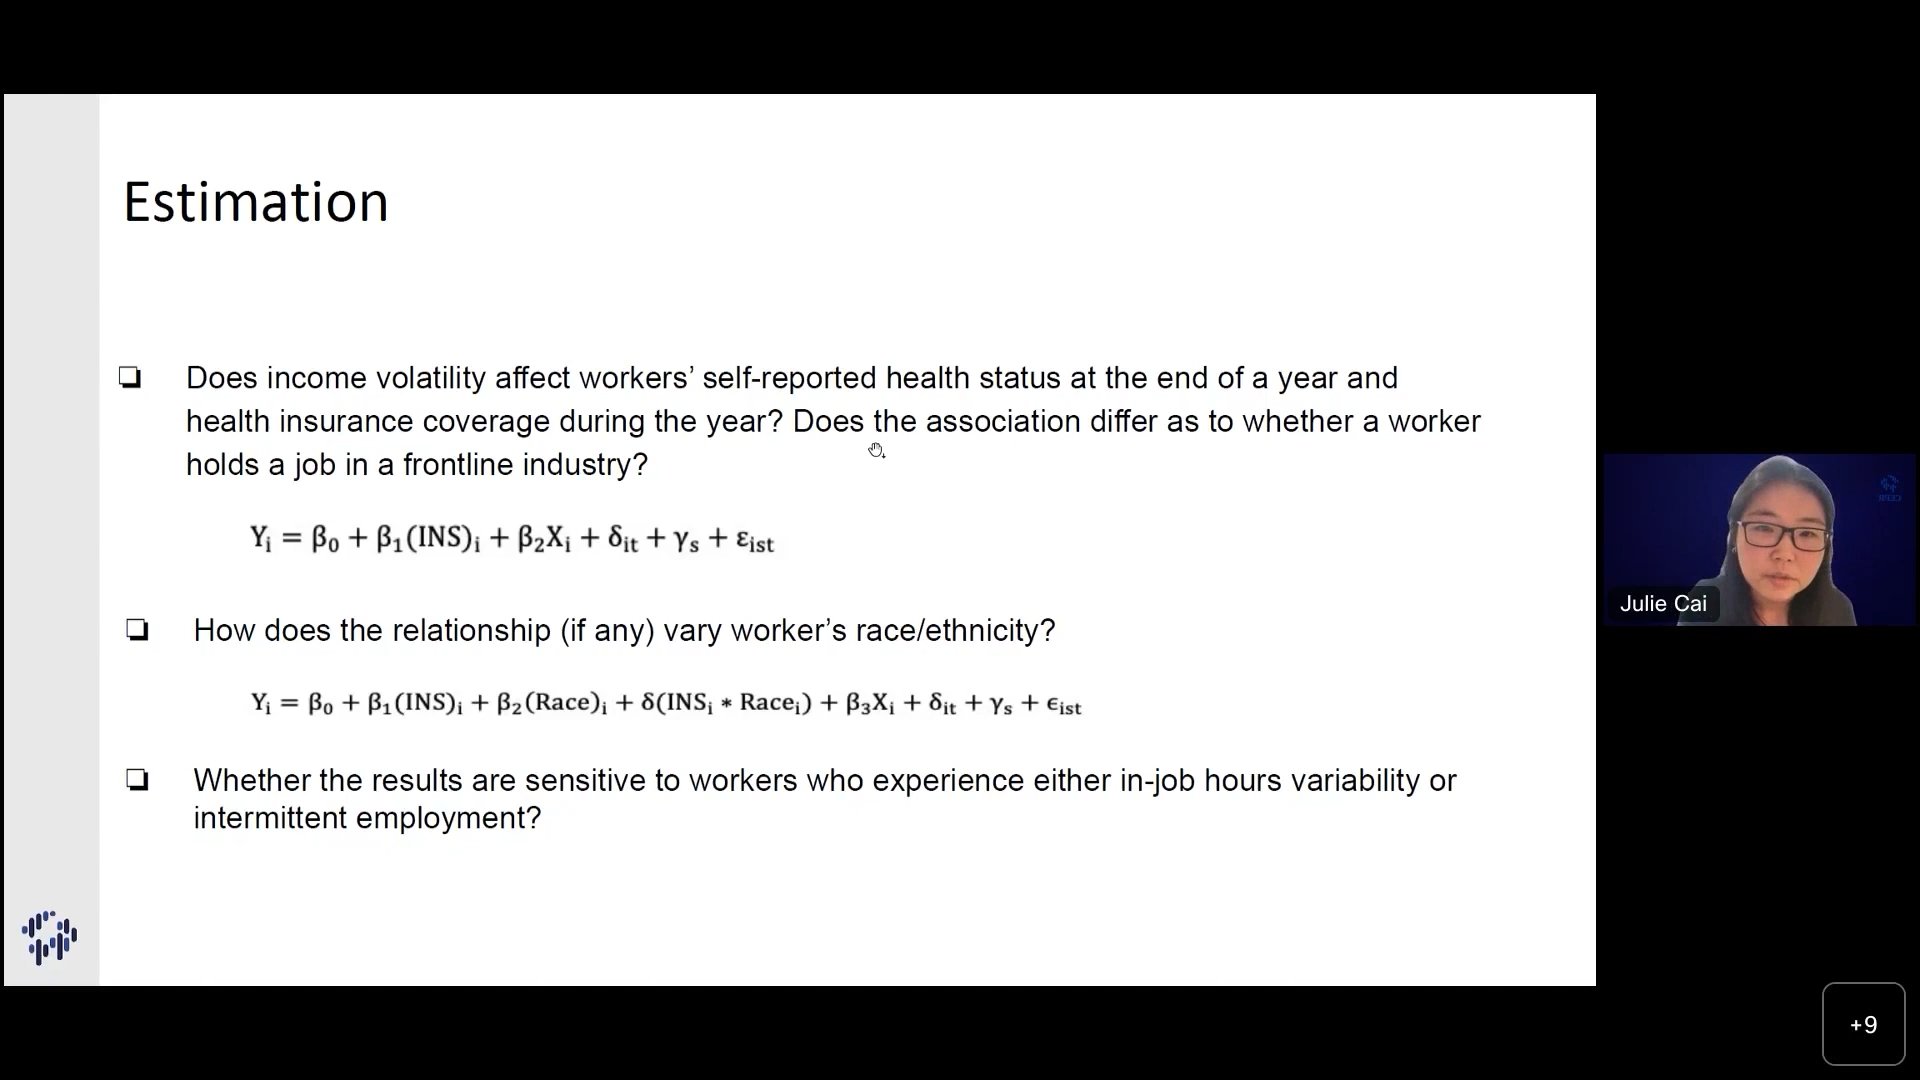 Estimation
❏ Does income volatility affect workers’ self-reported health status at the end of a year and
health insurance coverage during the year? Does the association differ as to whether a worker
holds a job in a frontline industry?
Yᵢ = β₀ + β₁(INS)ᵢ + β₂Xᵢ + δᵢₜ + γₛ + εᵢₛₜ
❏ How does the relationship (if any) vary worker’s race/ethnicity?
Yᵢ = β₀ + β₁(INS)ᵢ + β₂(Race)ᵢ + δ(INSᵢ * Raceᵢ) + β₃Xᵢ + δᵢₜ + γₛ + ϵᵢₛₜ
❏ Whether the results are sensitive to workers who experience either in-job hours variability or
intermittent employment?
Julie Cai
+9